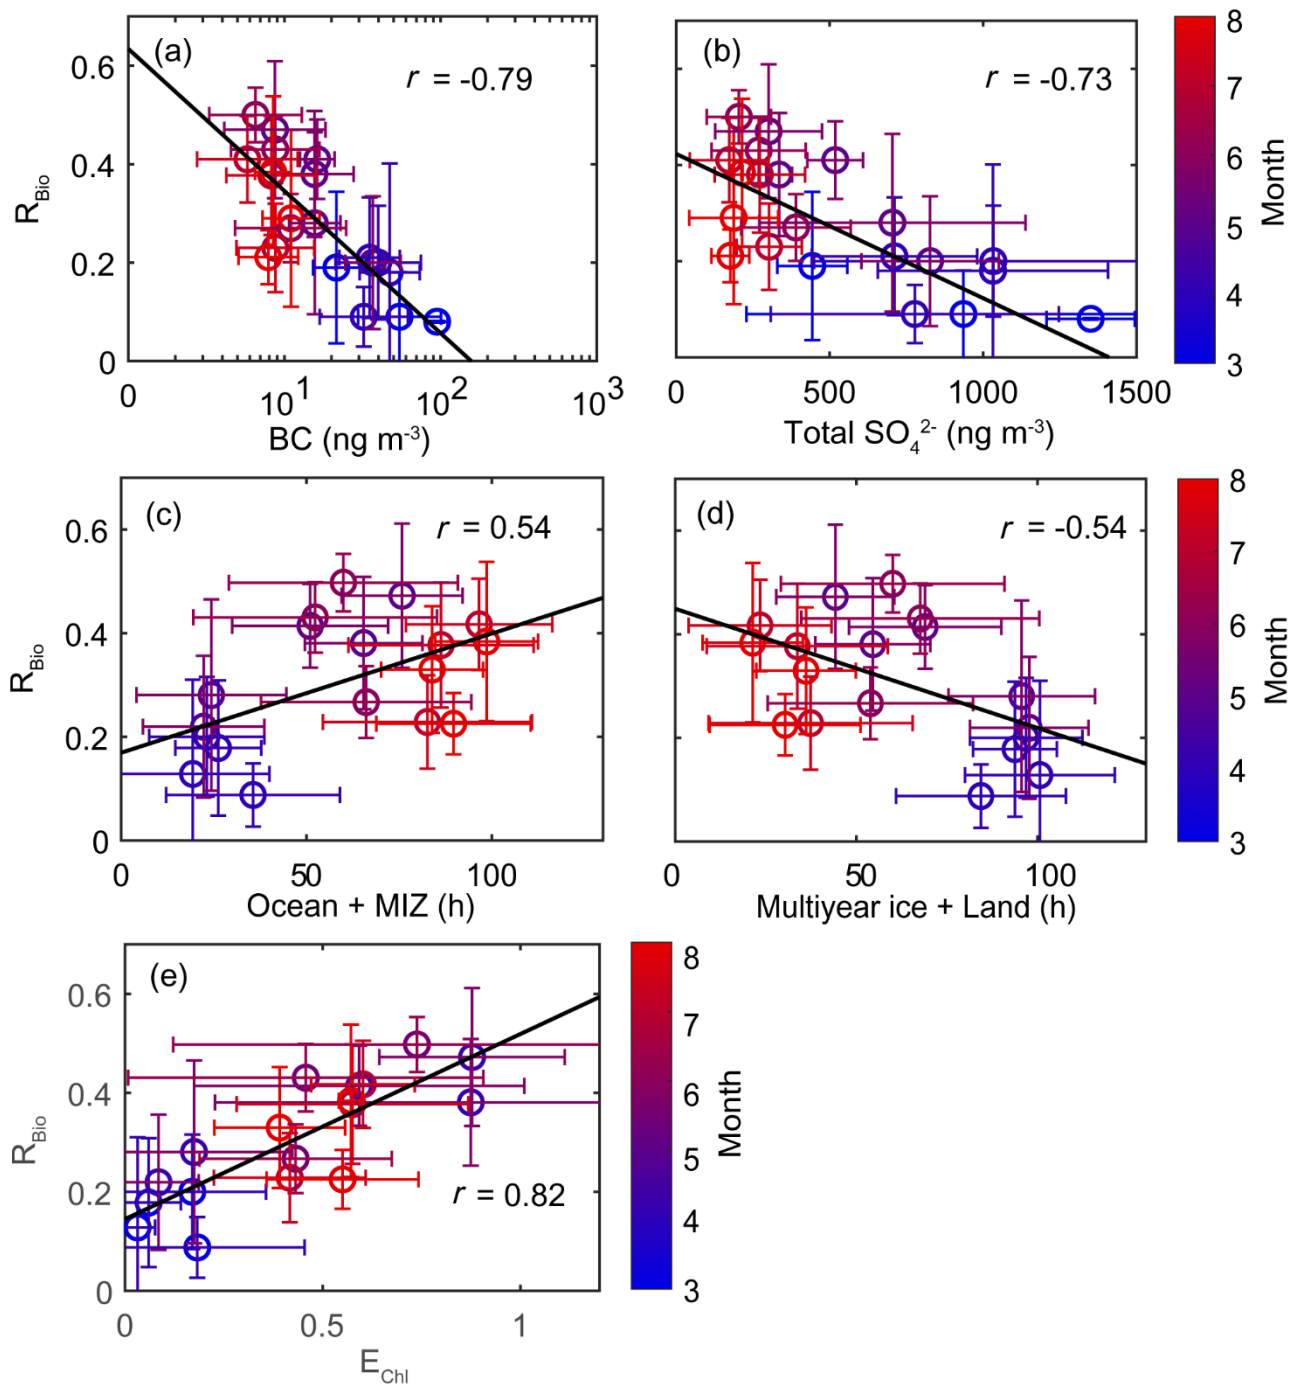 (a)
r = -0.79
0.6
0.4
0.2
0
R_Bio
0 10^1 10^2 10^3
BC (ng m^-3)
(b)
r = -0.73
0 500 1000 1500
Total SO_4^2- (ng m^-3)
8
7
6
5
4
3
Month
(c)
r = 0.54
0.6
0.4
0.2
0
R_Bio
0 50 100
Ocean + MIZ (h)
(d)
r = -0.54
0 50 100
Multiyear ice + Land (h)
8
7
6
5
4
3
Month
(e)
r = 0.82
0.6
0.4
0.2
0
R_Bio
0 0.5 1
E_Chl
8
7
6
5
4
3
Month